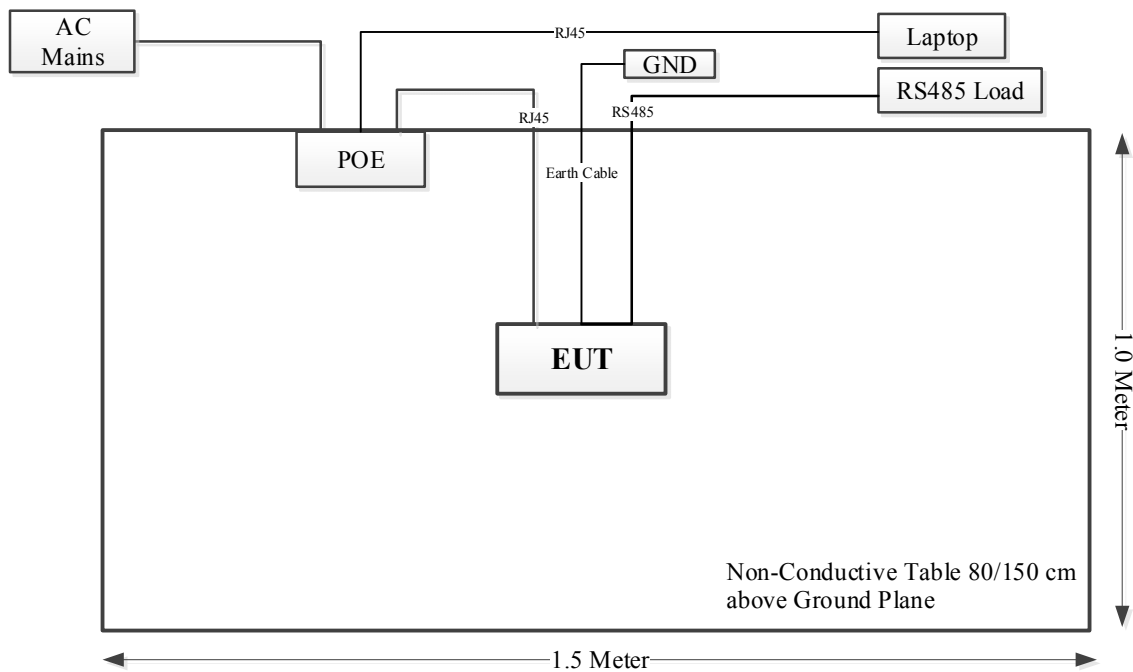 AC
Mains
RJ45
Laptop
GND
RS485 Load
RJ45
RS485
POE
Earth Cable
EUT
1.0 Meter
Non-Conductive Table 80/150 cm
above Ground Plane
1.5 Meter